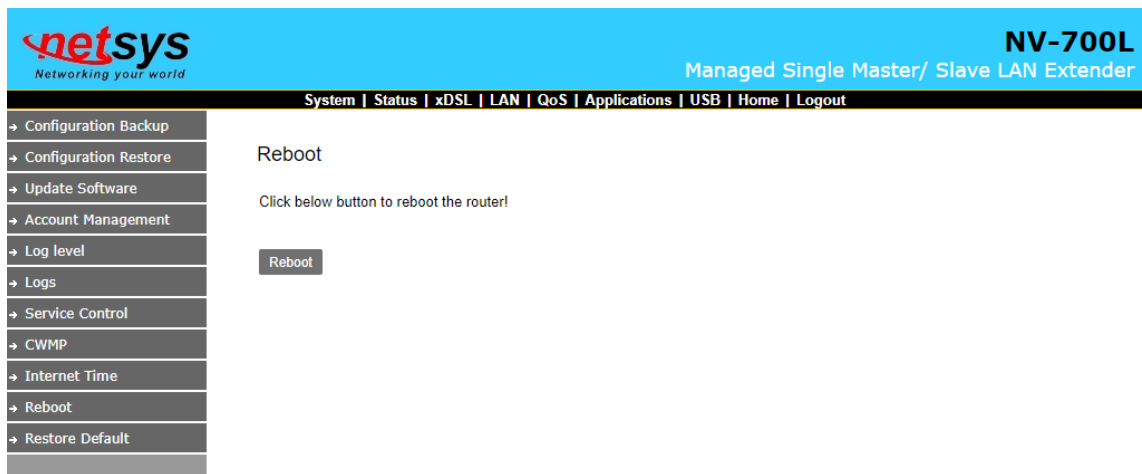 netsys
Networking your world
NV-700L
Managed Single Master/ Slave LAN Extender
System | Status | xDSL | LAN | QoS | Applications | USB | Home | Logout
→ Configuration Backup
→ Configuration Restore
→ Update Software
→ Account Management
→ Log level
→ Logs
→ Service Control
→ CWMP
→ Internet Time
→ Reboot
→ Restore Default
Reboot
Click below button to reboot the router!
Reboot